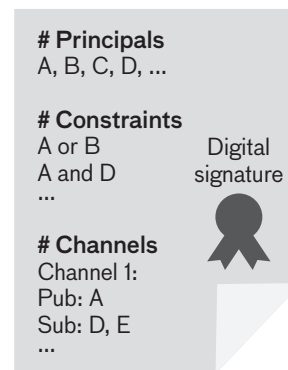 # Principals
A, B, C, D, ...
# Constraints
A or B
A and D
...
Digital
signature
# Channels
Channel 1:
Pub: A
Sub: D, E
...